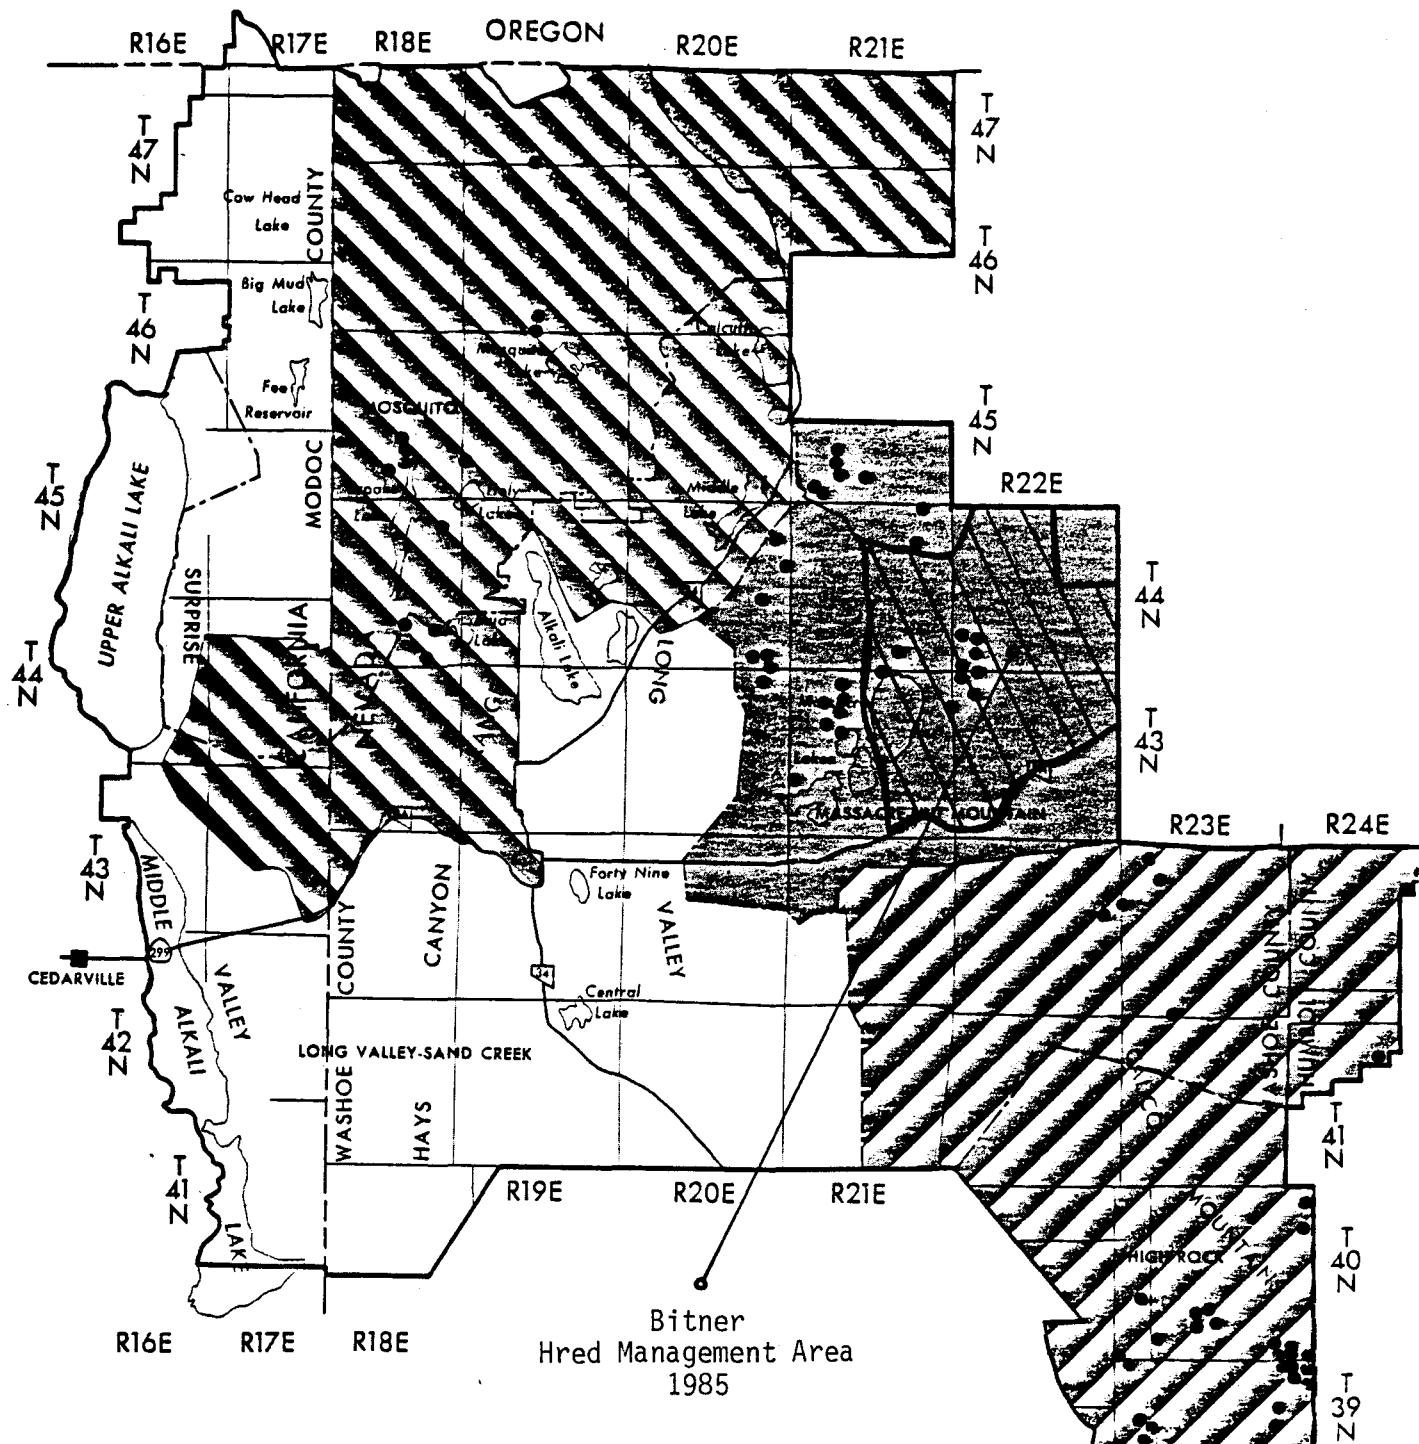 OREGON
R16E
R17E
R18E
R20E
R21E
T
47
N
T
47
N
Cow Head
Lake
COUNTY
T
46
N
Big Mud
Lake
T
46
N
Fee
Reservoir
MOSQUITO
T
45
N
MODOC
T
45
N
UPPER ALKALI LAKE
SURPRISE
R22E
Middle
Lake
T
44
N
T
44
N
Alkali Lake
LONG
T
43
N
Lakes
MASSACRE
MOUNTAIN
R23E
R24E
T
43
N
MIDDLE
Forty Nine
Lake
VALLEY
CANYON
COUNTY
299
CEDARVILLE
34
VALLEY
ALKALI
Central
Lake
T
42
N
LONG VALLEY-SAND CREEK
WASHOE
HAYS
T
41
N
T
41
N
LAKE
R19E
R20E
R21E
HIGH ROCK
T
40
N
R16E
R17E
R18E
Bitner
Hred Management Area
1985
T
39
N